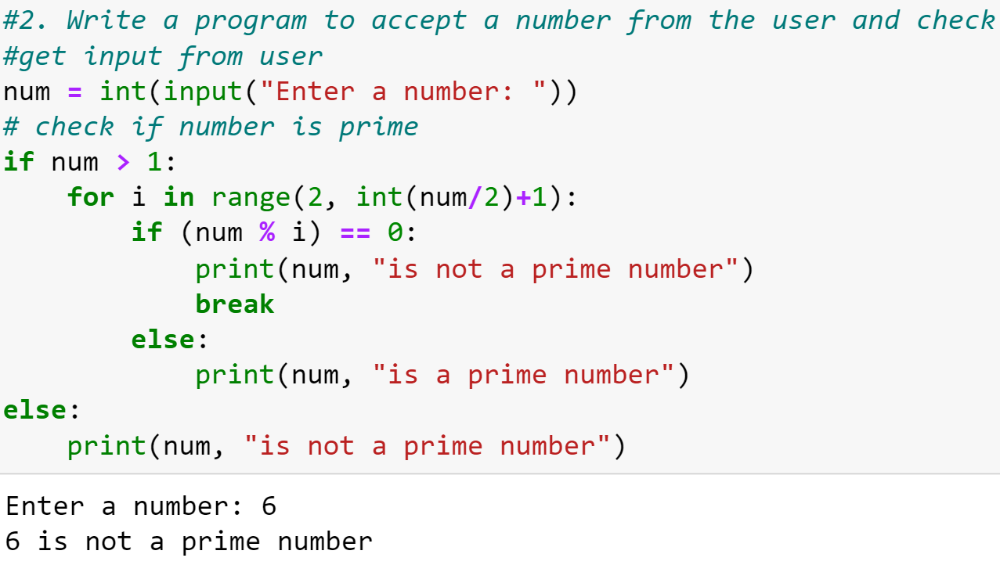 #2. Write a program to accept a number from the user and check
#get input from user
num = int(input("Enter a number: "))
# check if number is prime
if num > 1:
    for i in range(2, int(num/2)+1):
        if (num % i) == 0:
            print(num, "is not a prime number")
            break
        else:
            print(num, "is a prime number")
else:
    print(num, "is not a prime number")
Enter a number: 6
6 is not a prime number